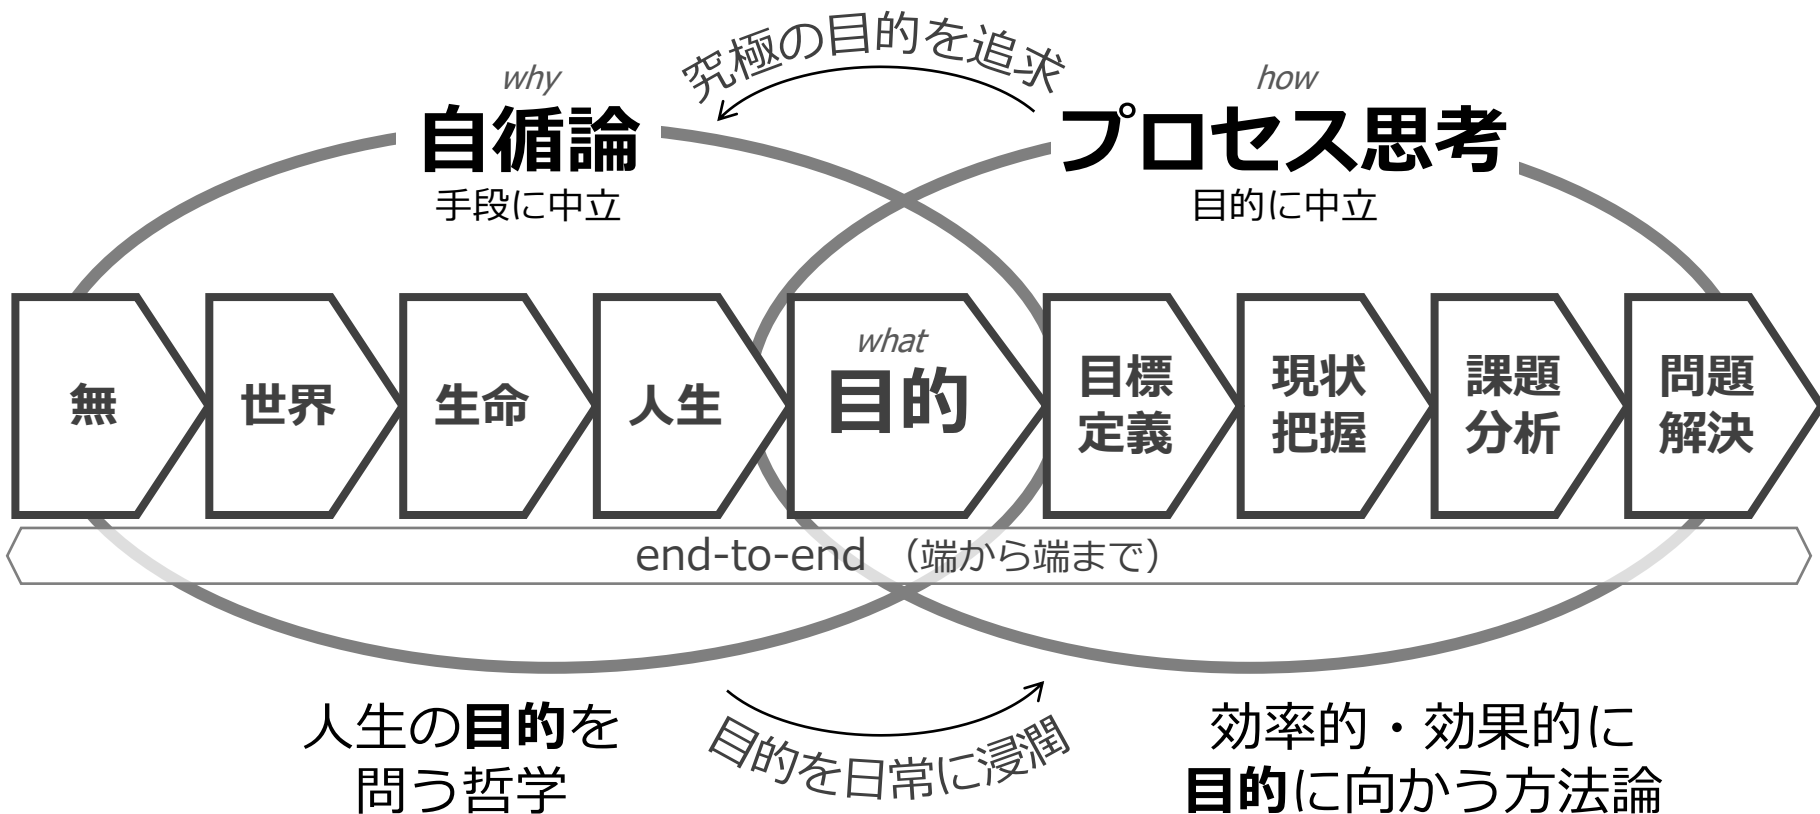 究極の目的を追求
why
自循論
手段に中立
how
プロセス思考
目的に中立
無
世界
生命
人生
what
目的
目標
定義
現状
把握
課題
分析
問題
解決
end-to-end （端から端まで）
人生の目的を
問う哲学
目的を日常に浸潤
効率的・効果的に
目的に向かう方法論